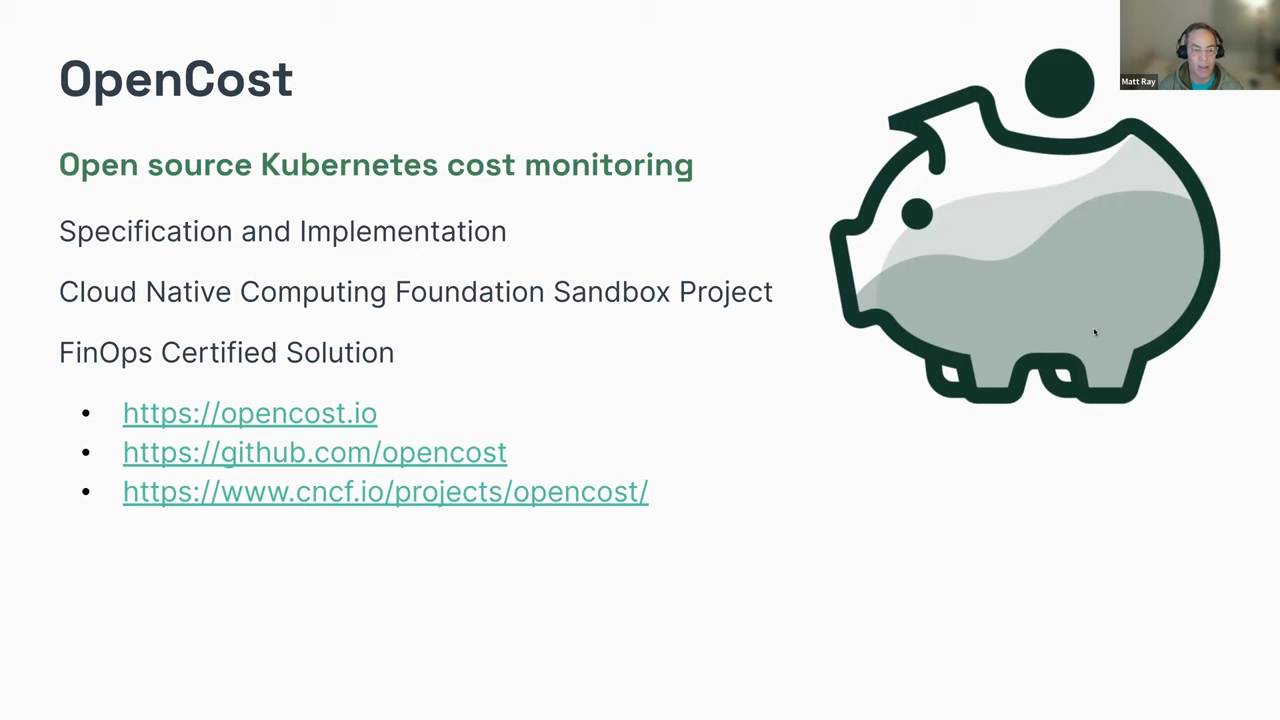 OpenCost
Matt Ray
Open source Kubernetes cost monitoring
Specification and Implementation
Cloud Native Computing Foundation Sandbox Project
FinOps Certified Solution
• https://opencost.io
• https://github.com/opencost
• https://www.cncf.io/projects/opencost/